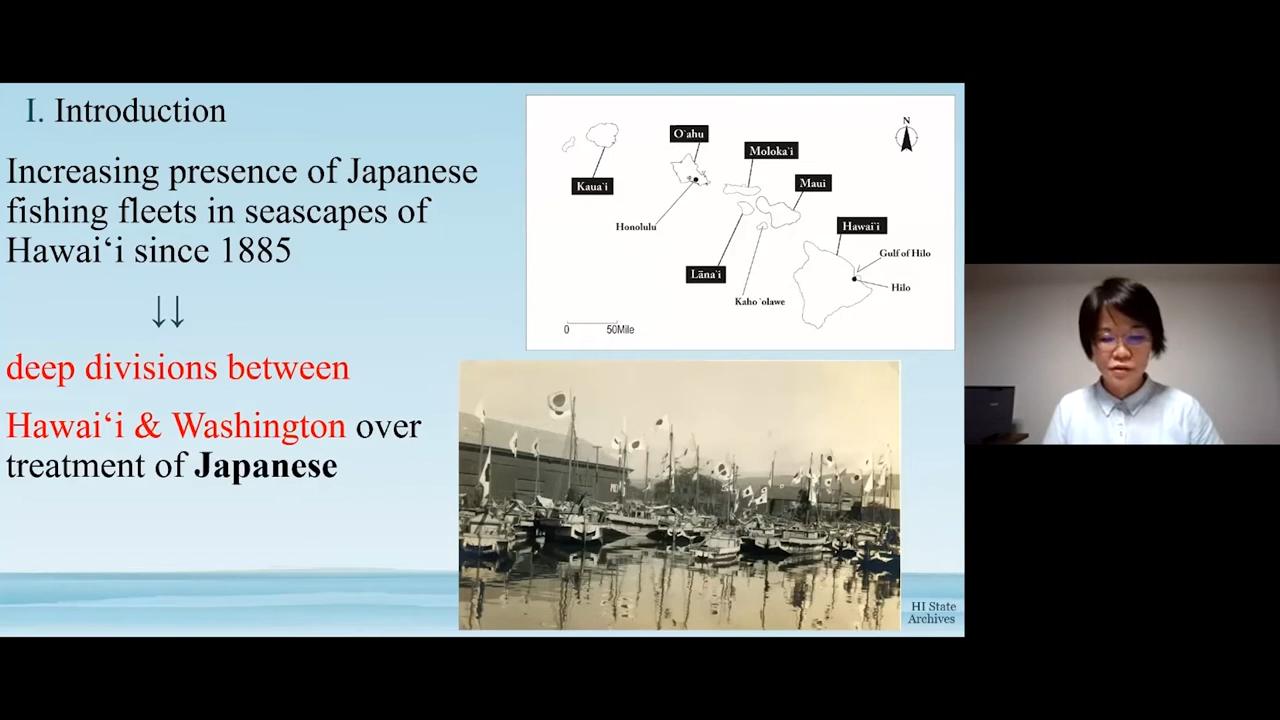 I. Introduction
Increasing presence of Japanese
fishing fleets in seascapes of
Hawai‘i since 1885
↓↓
deep divisions between
Hawai‘i & Washington over
treatment of Japanese
N
O`ahu
Moloka`i
Kaua`i
Maui
Honolulu
Hawai`i
Gulf of Hilo
Lāna`i
Hilo
Kaho `olawe
0 50Mile
HI State
Archives